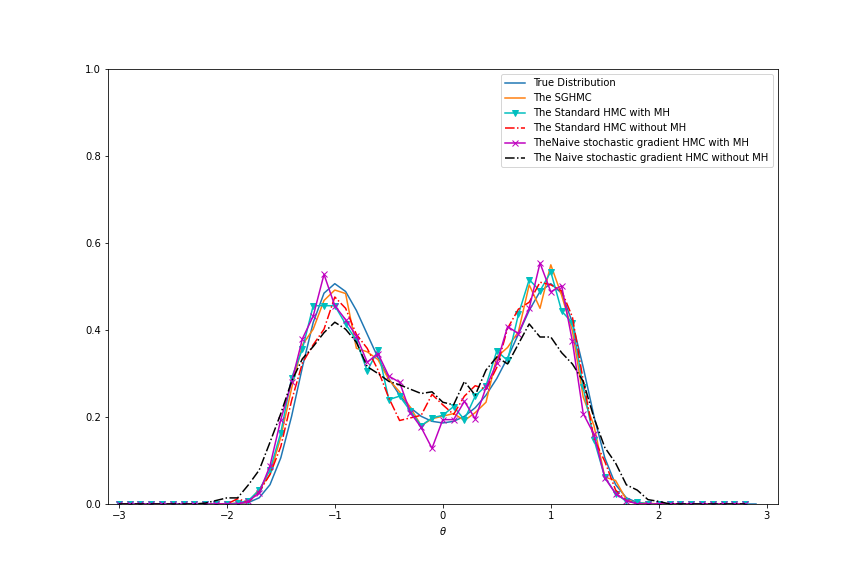 1.0
0.8
0.6
0.4
0.2
0.0
−3
−2
−1
0
1
2
3
θ
True Distribution
The SGHMC
The Standard HMC with MH
The Standard HMC without MH
TheNaive stochastic gradient HMC with MH
The Naive stochastic gradient HMC without MH